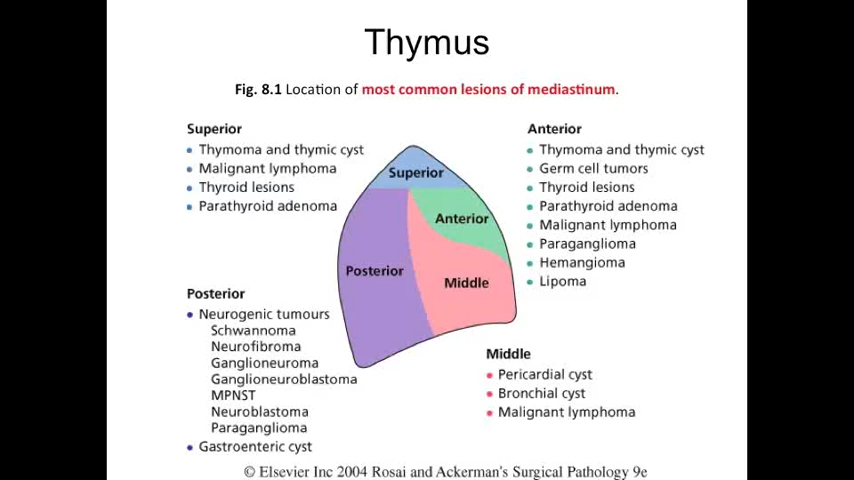 Thymus
Fig. 8.1 Location of most common lesions of mediastinum.
Superior
Thymoma and thymic cyst
Malignant lymphoma
Thyroid lesions
Parathyroid adenoma
Anterior
Thymoma and thymic cyst
Germ cell tumors
Thyroid lesions
Parathyroid adenoma
Malignant lymphoma
Paraganglioma
Hemangioma
Lipoma
Superior
Anterior
Posterior
Middle
Posterior
Neurogenic tumours
Schwannoma
Neurofibroma
Ganglioneuroma
Ganglioneuroblastoma
MPNST
Neuroblastoma
Paraganglioma
Gastroenteric cyst
Middle
Pericardial cyst
Bronchial cyst
Malignant lymphoma
© Elsevier Inc 2004 Rosai and Ackerman's Surgical Pathology 9e